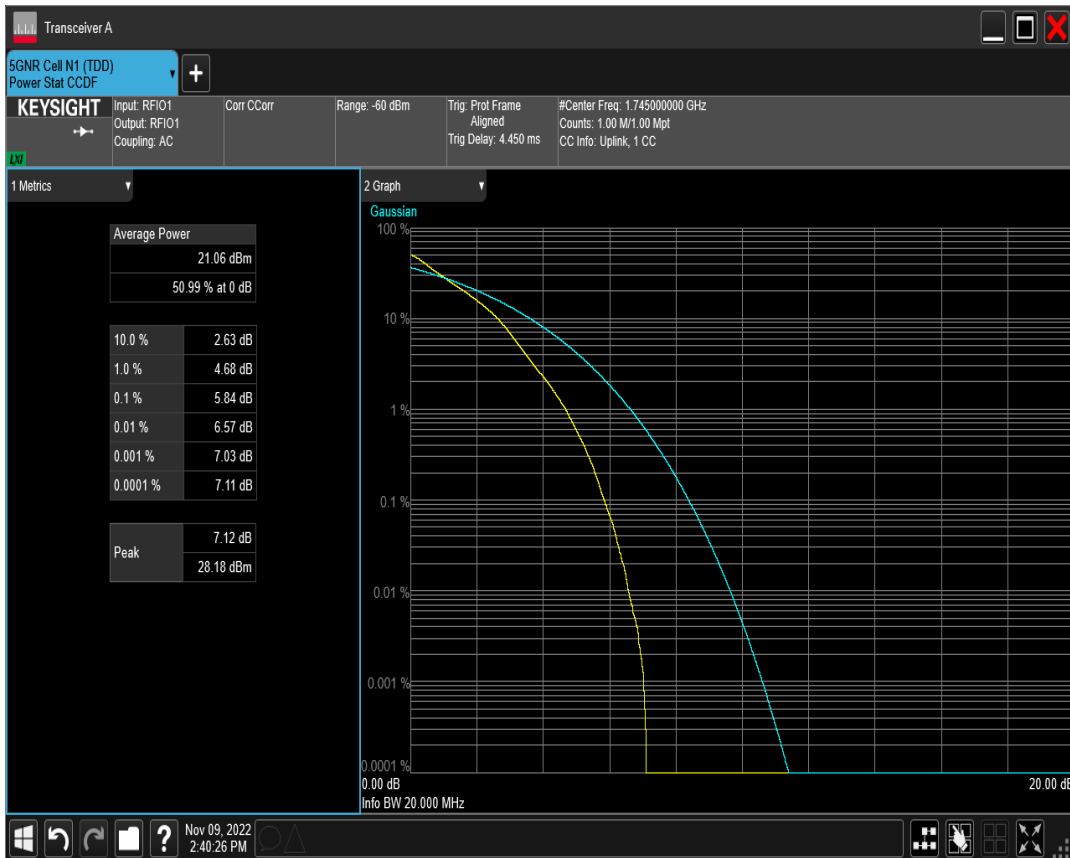 Transceiver A
5GNR Cell N1 (TDD)
Power Stat CCDF
+
KEYSIGHT
LXI
Input: RFIO1
Output: RFIO1
Coupling: AC
Corr CCorr
Range: -60 dBm
Trig: Prot Frame
Aligned
Trig Delay: 4.450 ms
#Center Freq: 1.745000000 GHz
Counts: 1.00 M/1.00 Mpt
CC Info: Uplink, 1 CC
1 Metrics
Average Power
21.06 dBm
50.99 % at 0 dB
10.0 % 2.63 dB
1.0 % 4.68 dB
0.1 % 5.84 dB
0.01 % 6.57 dB
0.001 % 7.03 dB
0.0001 % 7.11 dB
Peak 7.12 dB
28.18 dBm
2 Graph
Gaussian
100 %
10 %
1 %
0.1 %
0.01 %
0.001 %
0.0001 %
0.00 dB 20.00 dB
Info BW 20.000 MHz
?
Nov 09, 2022
2:40:26 PM